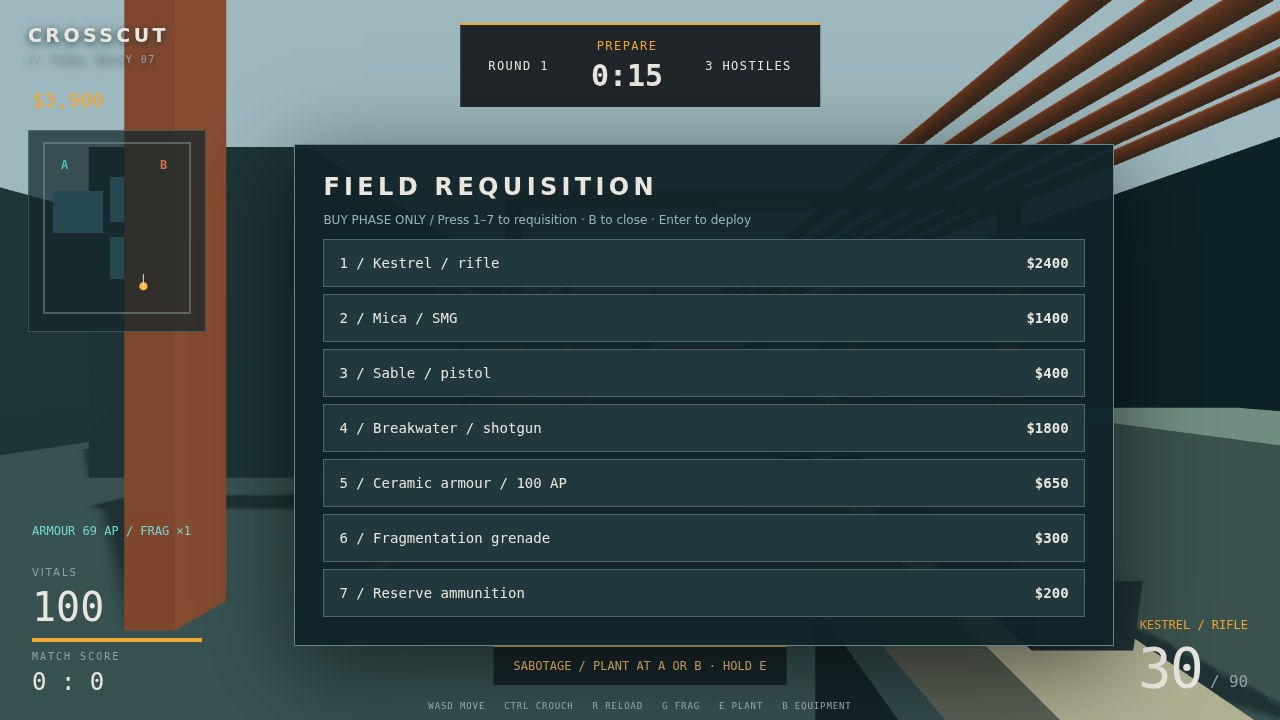 CROSSCUT
Y 07
$3,900
A
B
PREPARE
ROUND 1
0:15
3 HOSTILES
FIELD REQUISITION
BUY PHASE ONLY / Press 1–7 to requisition · B to close · Enter to deploy
1 / Kestrel / rifle $2400
2 / Mica / SMG $1400
3 / Sable / pistol $400
4 / Breakwater / shotgun $1800
5 / Ceramic armour / 100 AP $650
6 / Fragmentation grenade $300
7 / Reserve ammunition $200
ARMOUR 69 AP / FRAG ×1
VITALS
100
MATCH SCORE
0 : 0
SABOTAGE / PLANT AT A OR B · HOLD E
WASD MOVE CTRL CROUCH R RELOAD G FRAG E PLANT B EQUIPMENT
KESTREL / RIFLE
30 / 90